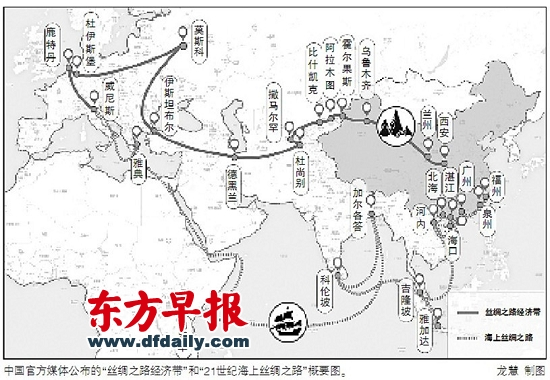 鹿特丹
杜伊斯堡
莫斯科
威尼斯
伊斯坦布尔
雅典
德黑兰
撒马尔罕
杜尚别
比什凯克
阿拉木图
霍尔果斯
乌鲁木齐
兰州
西安
加尔各答
北海
湛江
广州
福州
泉州
河内
海口
科伦坡
吉隆坡
雅加达
东方早报
www.dfdaily.com
丝绸之路经济带
海上丝绸之路
中国官方媒体公布的“丝绸之路经济带”和“21世纪海上丝绸之路”概要图。 龙慧 制图